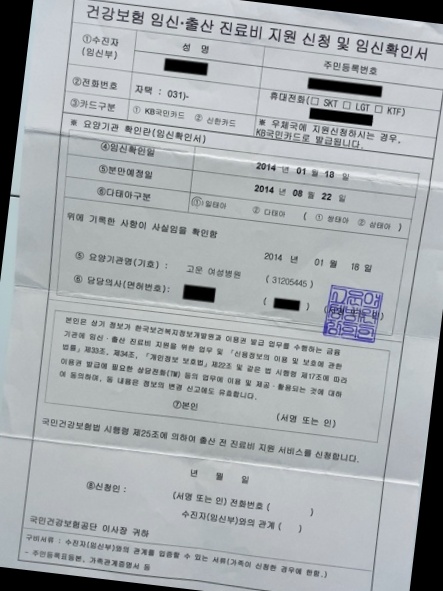 건강보험 임신·출산 진료비 지원 신청 및 임신확인서
①수진자 (임신부) 성 명 주민등록번호
②전화번호 자택 : 031)- 휴대전화(□ SKT □ LGT □ KTF)
③카드구분 ① KB국민카드 ② 신한카드 ※ 우체국에 지원신청하시는 경우,
KB국민카드로 발급됩니다.
※ 요양기관 확인란(임신확인서)
④임신확인일 2014 년 01 월 18 일
⑤분만예정일 2014 년 08 월 22 일
⑥다태아구분 ① 일태아 ② 다태아 ( ① 쌍태아 ② 삼태아 )
위에 기록한 사항이 사실임을 확인함
2014 년 01 월 18 일
⑤ 요양기관명(기호) : 고운 여성병원 ( 31205445 )
⑥ 담당의사(면허번호) : ( )
본인은 상기 정보가 한국보건복지정보개발원과 이용권 발급 업무를 수행하는 금융
기관에 임신·출산 진료비 지원을 위한 업무 및 「신용정보의 이용 및 보호에 관한
법률」제33조, 제34조, 「개인정보 보호법」제22조 및 같은 법 시행령 제17조에 따라
이용권 발급에 필요한 상담전화(TM) 등의 업무에 이용 및 제공·활용되는 것에 대하
여 동의하며, 동 내용은 정보의 변경 신고에도 유효합니다.
⑦본인 (서명 또는 인)
국민건강보험법 시행령 제25조에 의하여 출산 전 진료비 지원 서비스를 신청합니다.
년 월 일
⑧신청인 : (서명 또는 인) 전화번호 ( )
수진자(임신부)와의 관계 ( )
국민건강보험공단 이사장 귀하
구비서류 : 수진자(임신부)와의 관계를 입증할 수 있는 서류(가족이 신청한 경우에 한함.)
- 주민등록표등본, 가족관계증명서 등